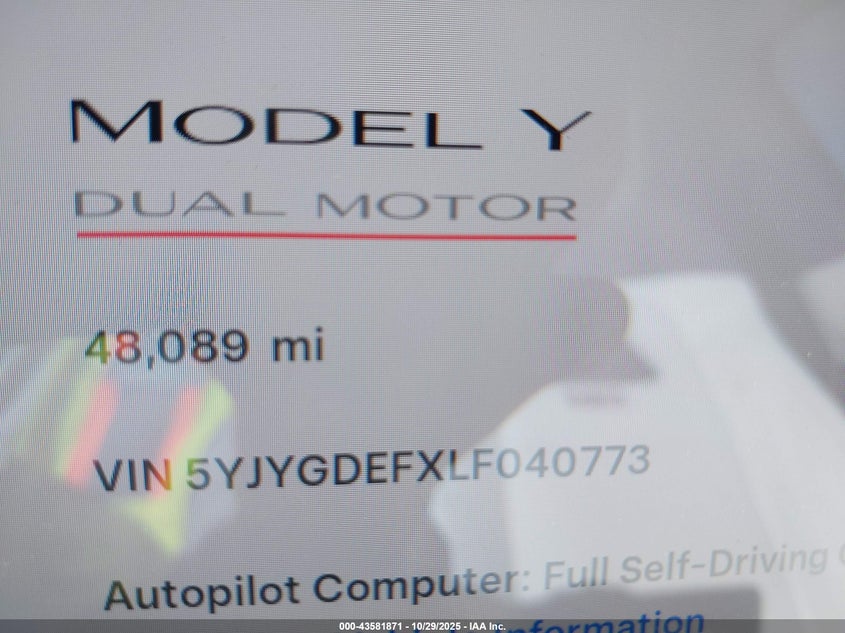 MODEL Y
DUAL MOTOR
48,089 mi
VIN 5YJYGDEFXLF040773
Autopilot Computer: Full Self-Driving
Information
000-43581871 - 10/29/2025 - IAA Inc.